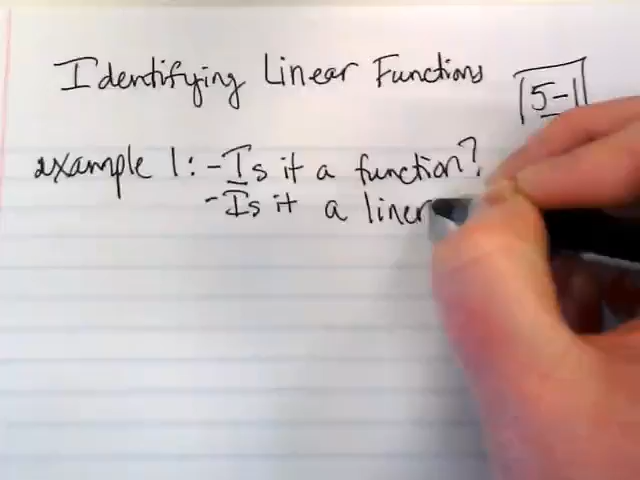 Identifying Linear Functions 5-1
example 1: - Is it a function?
- Is it a liner